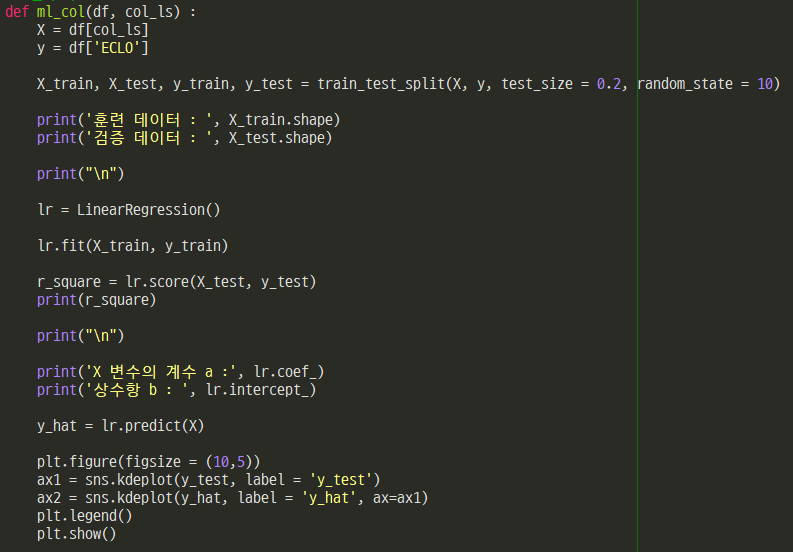 def ml_col(df, col_ls) :
    X = df[col_ls]
    y = df['ECLO']
    X_train, X_test, y_train, y_test = train_test_split(X, y, test_size = 0.2, random_state = 10)
    print('훈련 데이터 : ', X_train.shape)
    print('검증 데이터 : ', X_test.shape)
    print("\n")
    lr = LinearRegression()
    lr.fit(X_train, y_train)
    r_square = lr.score(X_test, y_test)
    print(r_square)
    print("\n")
    print('X 변수의 계수 a :', lr.coef_)
    print('상수항 b : ', lr.intercept_)
    y_hat = lr.predict(X)
    plt.figure(figsize = (10,5))
    ax1 = sns.kdeplot(y_test, label = 'y_test')
    ax2 = sns.kdeplot(y_hat, label = 'y_hat', ax=ax1)
    plt.legend()
    plt.show()